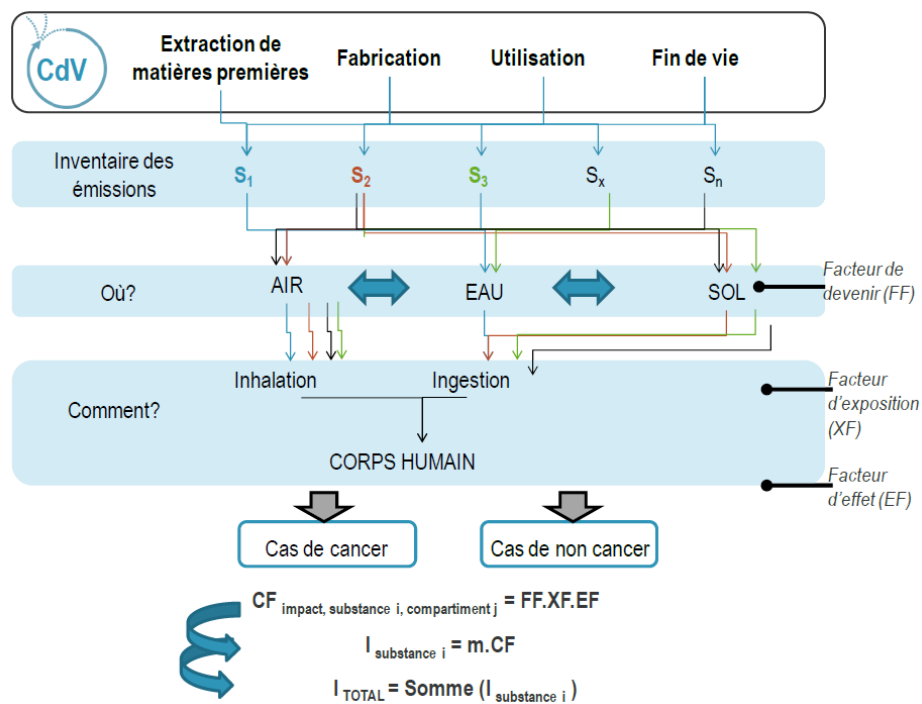 CdV
Extraction de
matières premières
Fabrication
Utilisation
Fin de vie
Inventaire des
émissions
S1
S2
S3
Sx
Sn
Où?
AIR
EAU
SOL
Facteur de
devenir (FF)
Inhalation
Ingestion
Comment?
Facteur
d'exposition
(XF)
CORPS HUMAIN
Facteur
d'effet (EF)
Cas de cancer
Cas de non cancer
CF impact, substance i, compartiment j = FF.XF.EF
I substance i = m.CF
I TOTAL = Somme (I substance i )